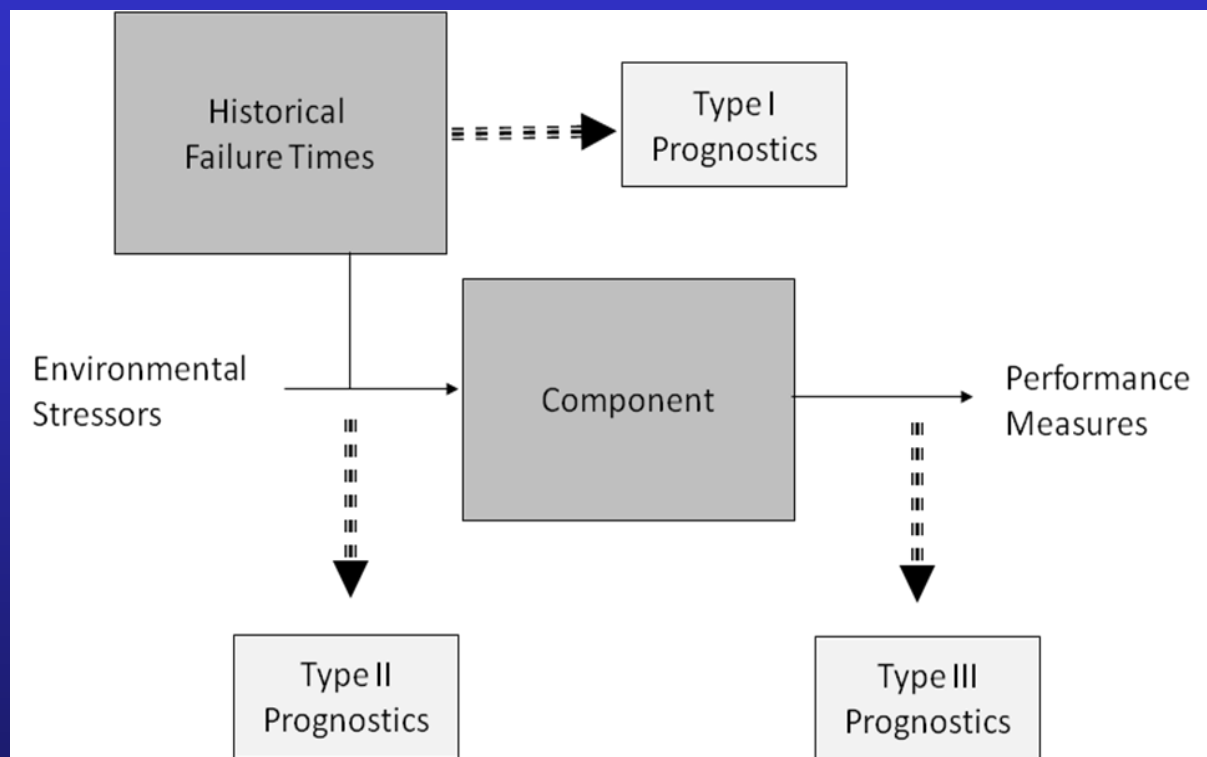 Historical
Failure Times
Type I
Prognostics
Environmental
Stressors
Component
Performance
Measures
Type II
Prognostics
Type III
Prognostics